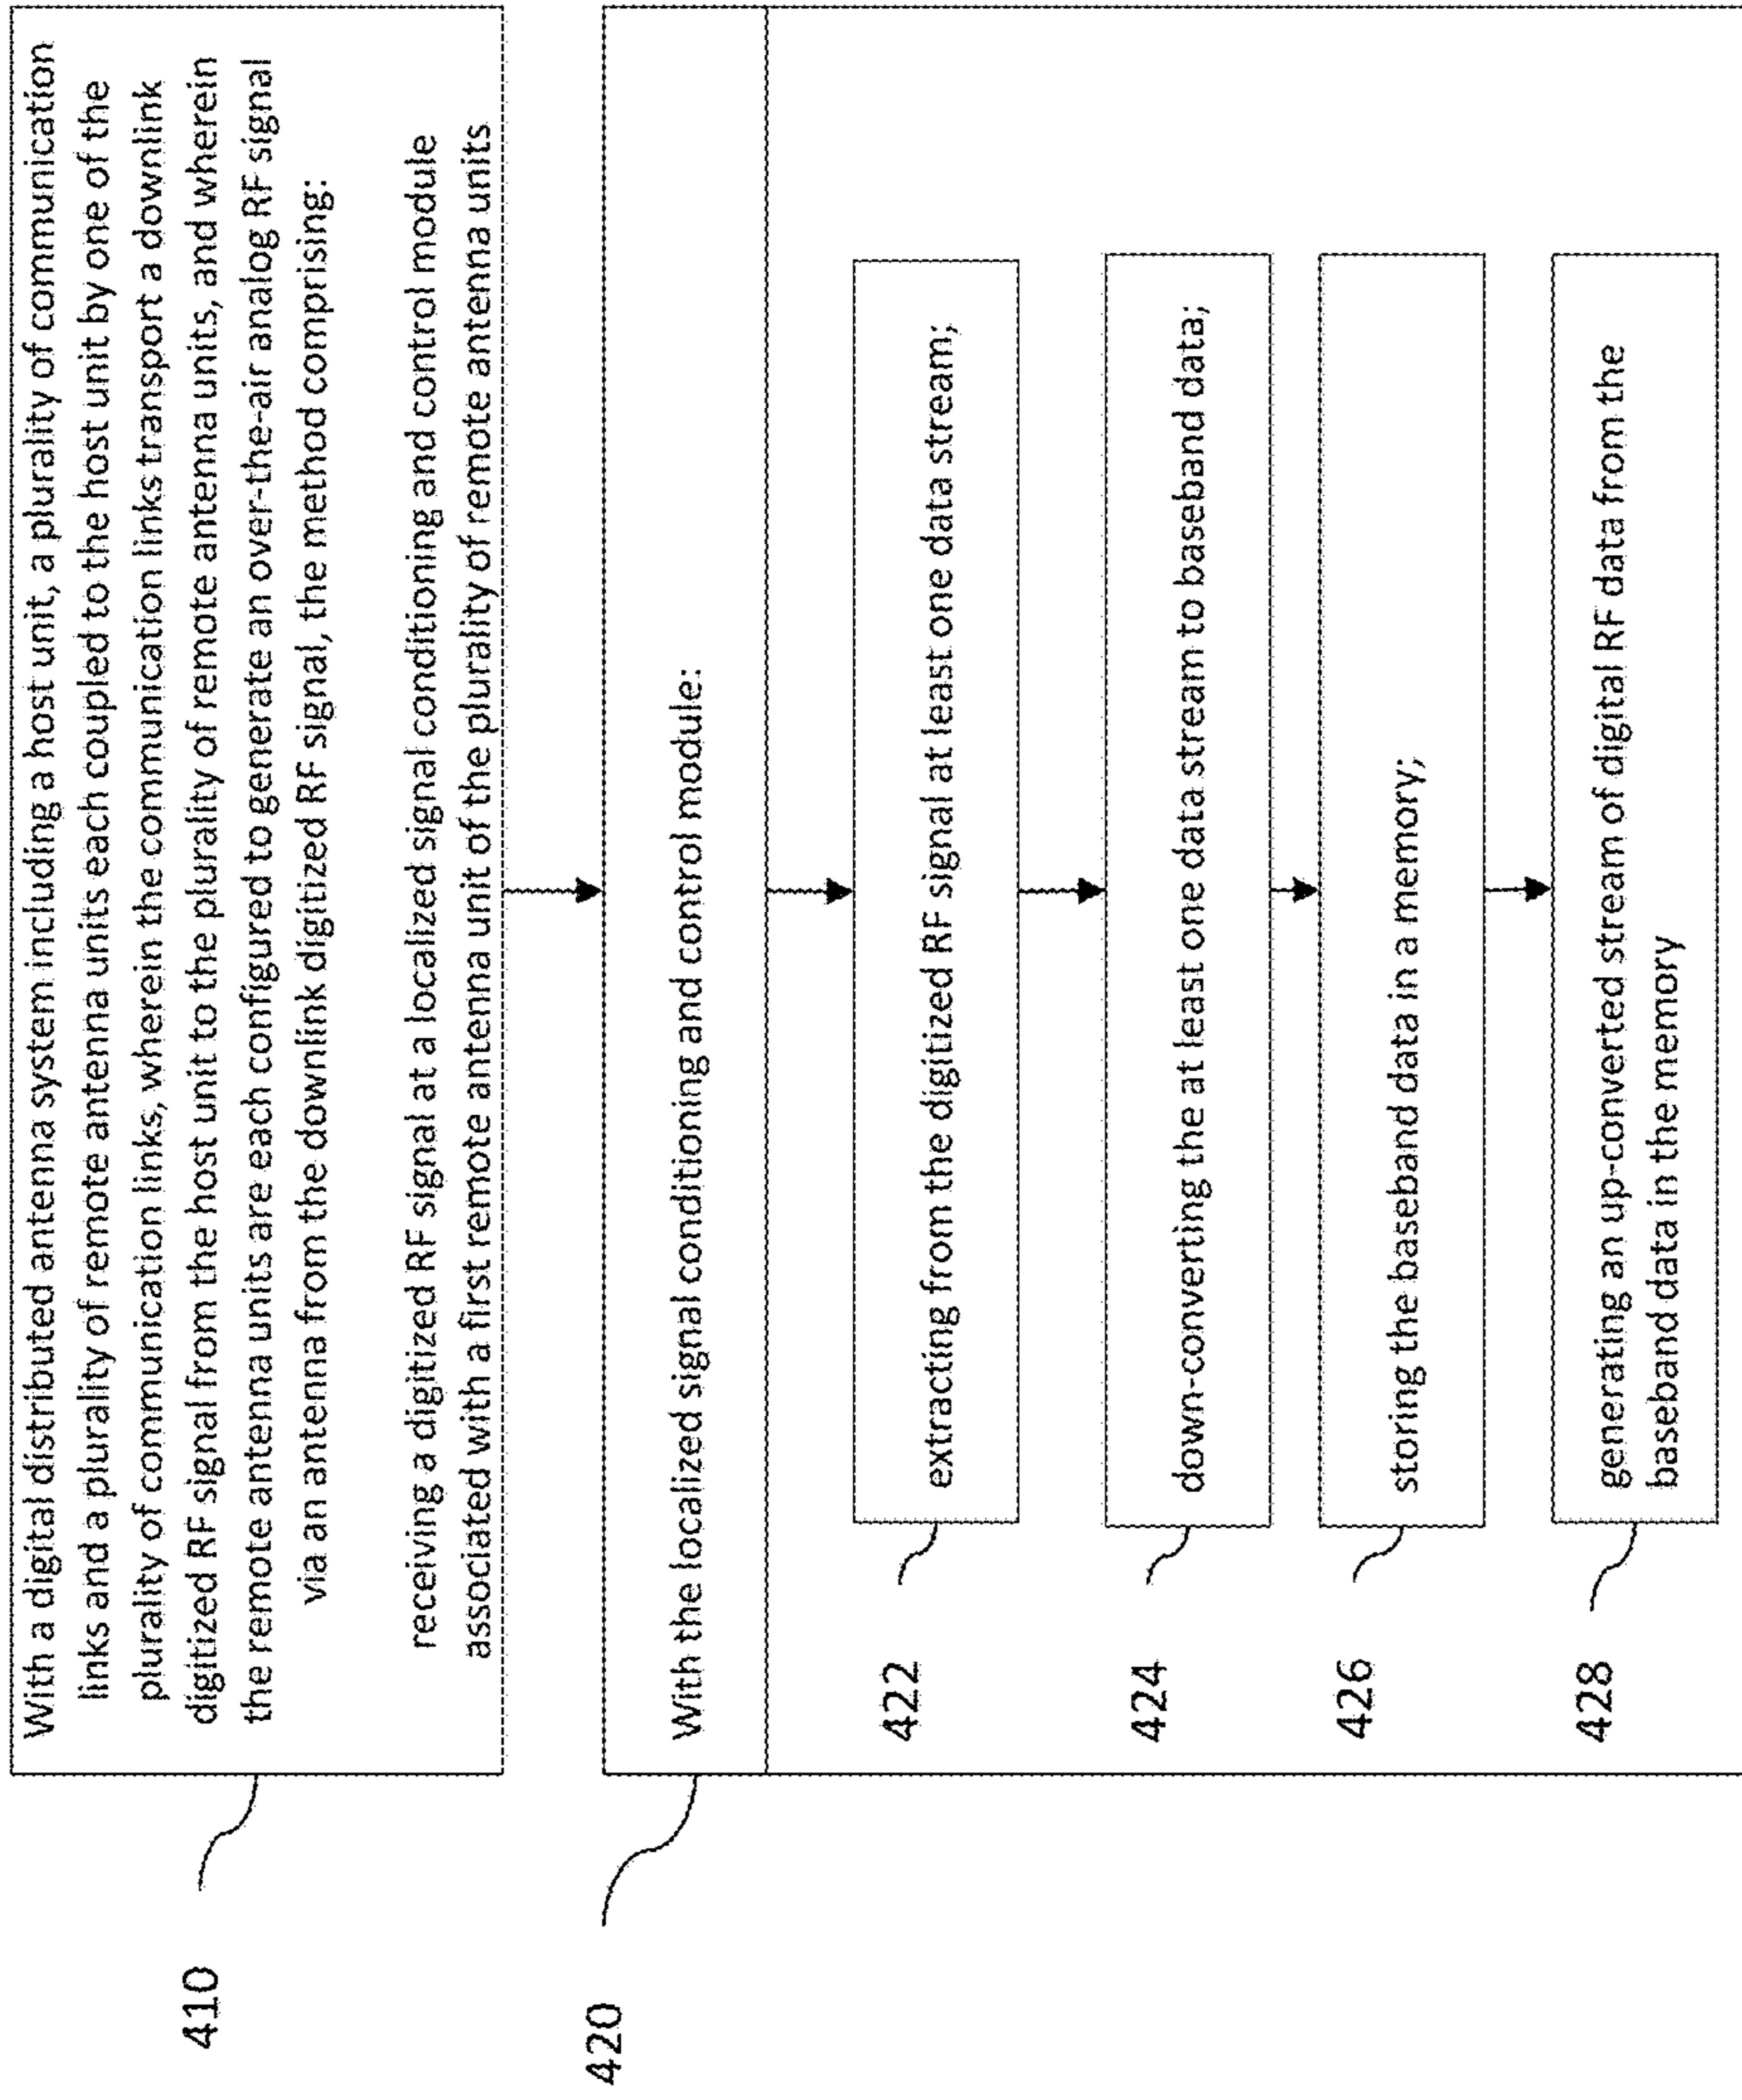 With a digital distributed antenna system including a host unit, a plurality of communication
links and a plurality of remote antenna units each coupled to the host unit by one of the
plurality of communication links, wherein the communication links transport a downlink
digitized RF signal from the host unit to the plurality of remote antenna units, and wherein
the remote antenna units are each configured to generate an over-the-air analog RF signal
via an antenna from the downlink digitized RF signal, the method comprising:
receiving a digitized RF signal at a localized signal conditioning and control module
associated with a first remote antenna unit of the plurality of remote antenna units
410
With the localized signal conditioning and control module:
420
extracting from the digitized RF signal at least one data stream;
422
down-converting the at least one data stream to baseband data;
424
storing the baseband data in a memory;
426
generating an up-converted stream of digital RF data from the
baseband data in the memory
428